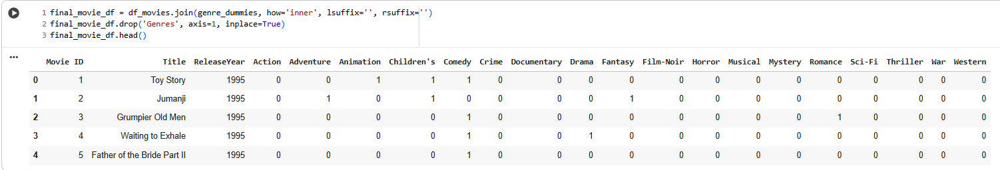 1 final_movie_df = df_movies.join(genre_dummies, how='inner', lsuffix='', rsuffix='')
2 final_movie_df.drop('Genres', axis=1, inplace=True)
3 final_movie_df.head()
... Movie ID Title ReleaseYear Action Adventure Animation Children's Comedy Crime Documentary Drama Fantasy Film-Noir Horror Musical Mystery Romance Sci-Fi Thriller War Western
0 1 Toy Story 1995 0 0 1 1 1 0 0 0 0 0 0 0 0 0 0 0 0 0
1 2 Jumanji 1995 0 1 0 1 0 0 0 0 1 0 0 0 0 0 0 0 0 0
2 3 Grumpier Old Men 1995 0 0 0 0 1 0 0 0 0 0 0 0 0 1 0 0 0 0
3 4 Waiting to Exhale 1995 0 0 0 0 1 0 0 1 0 0 0 0 0 0 0 0 0 0
4 5 Father of the Bride Part II 1995 0 0 0 0 1 0 0 0 0 0 0 0 0 0 0 0 0 0